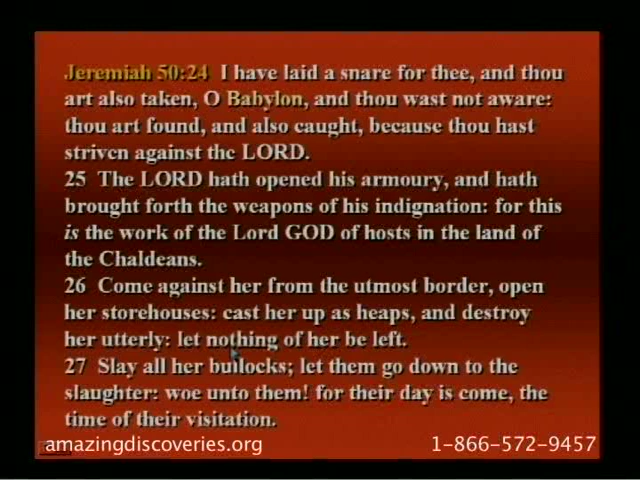 Jeremiah 50:24 I have laid a snare for thee, and thou
art also taken, O Babylon, and thou wast not aware:
thou art found, and also caught, because thou hast
striven against the LORD.
25 The LORD hath opened his armoury, and hath
brought forth the weapons of his indignation: for this
is the work of the Lord GOD of hosts in the land of
the Chaldeans.
26 Come against her from the utmost border, open
her storehouses: cast her up as heaps, and destroy
her utterly: let nothing of her be left.
27 Slay all her bullocks; let them go down to the
slaughter: woe unto them! for their day is come, the
time of their visitation.
amazingdiscoveries.org 1-866-572-9457